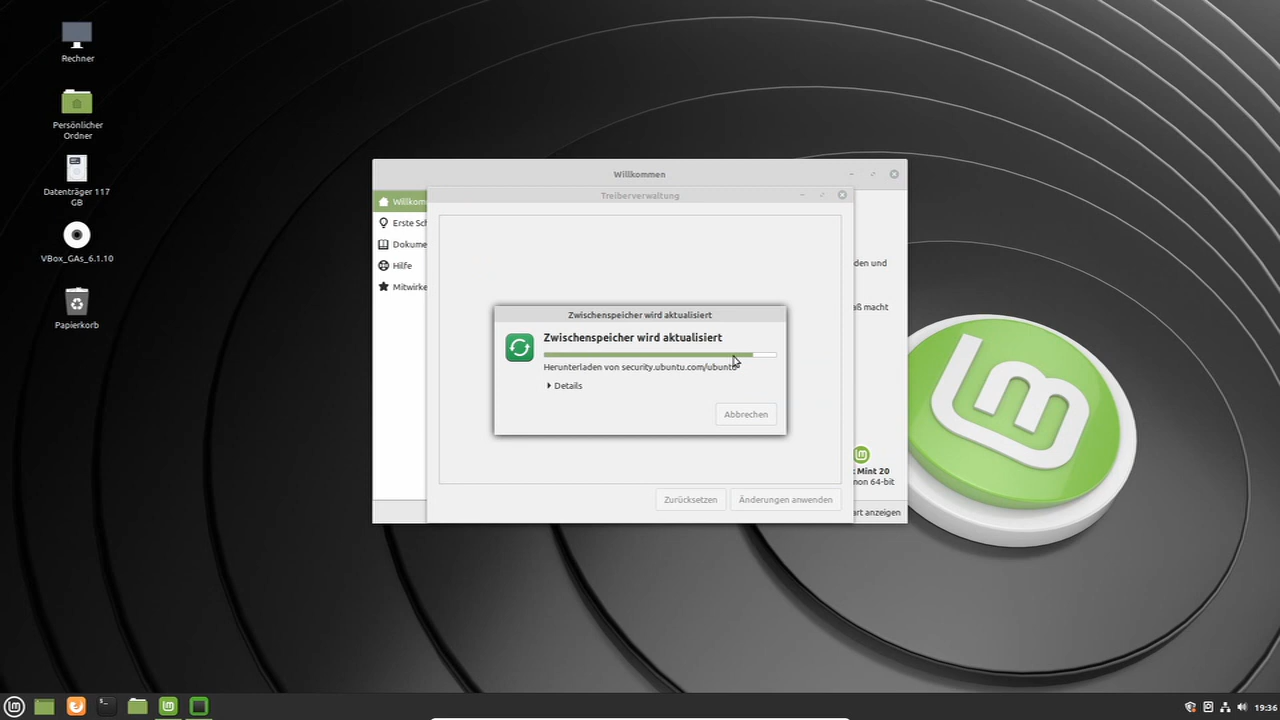 Rechner
Persönlicher
Ordner
Datenträger 117
GB
VBox_GAs_6.1.10
Papierkorb
Willkommen
Willkom
Erste Sch
Dokume
Hilfe
Mitwirke
Treiberverwaltung
den und
aß macht
Zwischenspeicher wird aktualisiert
Zwischenspeicher wird aktualisiert
Herunterladen von security.ubuntu.com/ubuntu
Details
Abbrechen
Mint 20
mon 64-bit
Zurücksetzen
Änderungen anwenden
art anzeigen
19:36